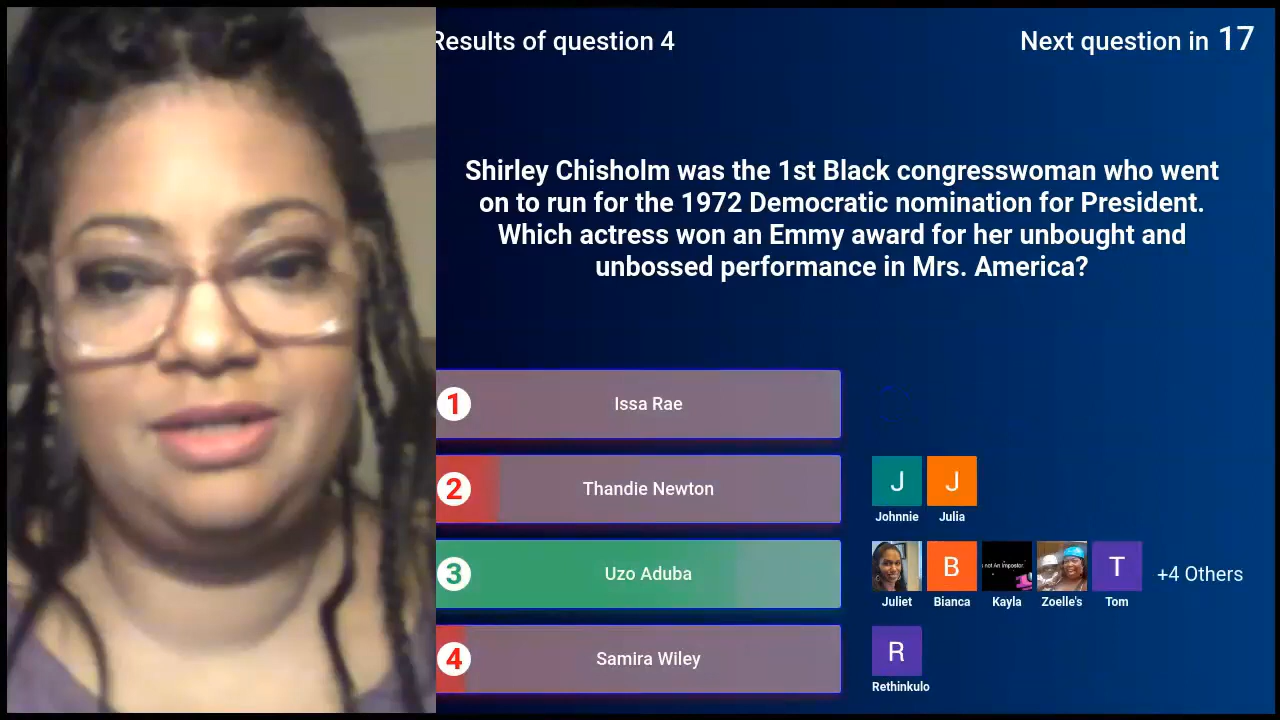 Results of question 4
Next question in 17
Shirley Chisholm was the 1st Black congresswoman who went
on to run for the 1972 Democratic nomination for President.
Which actress won an Emmy award for her unbought and
unbossed performance in Mrs. America?
1 Issa Rae
2 Thandie Newton
J J
Johnnie Julia
3 Uzo Aduba
B not An Impostor. T +4 Others
Juliet Bianca Kayla Zoelle's Tom
4 Samira Wiley
R
Rethinkulo